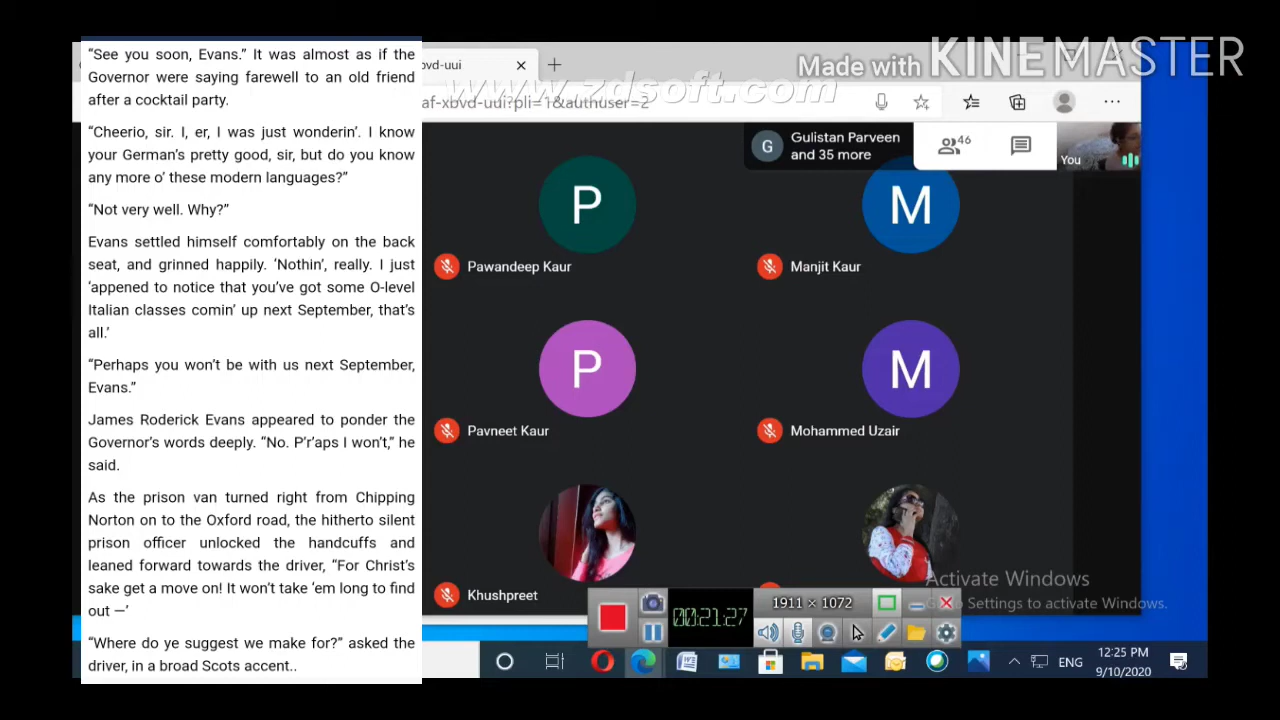 “See you soon, Evans.” It was almost as if the
Governor were saying farewell to an old friend
after a cocktail party.
“Cheerio, sir. I, er, I was just wonderin’. I know
your German’s pretty good, sir, but do you know
any more o’ these modern languages?”
“Not very well. Why?”
Evans settled himself comfortably on the back
seat, and grinned happily. ‘Nothin’, really. I just
‘appened to notice that you’ve got some O-level
Italian classes comin’ up next September, that’s
all.’
“Perhaps you won’t be with us next September,
Evans.”
James Roderick Evans appeared to ponder the
Governor’s words deeply. “No. P’r’aps I won’t,” he
said.
As the prison van turned right from Chipping
Norton on to the Oxford road, the hitherto silent
prison officer unlocked the handcuffs and
leaned forward towards the driver, “For Christ’s
sake get a move on! It won’t take ‘em long to find
out —’
“Where do ye suggest we make for?” asked the
driver, in a broad Scots accent..
Made with KINEMASTER
bvd-uui
www.zdsoft.com
af-xbvd-uui?pli=1&authuser=2
G
Gulistan Parveen
and 35 more
46
You
P
M
Pawandeep Kaur
Manjit Kaur
P
M
Pavneet Kaur
Mohammed Uzair
Khushpreet
Activate Windows
Settings to activate Windows.
00:21:27
1911 × 1072
ENG
12:25 PM
9/10/2020